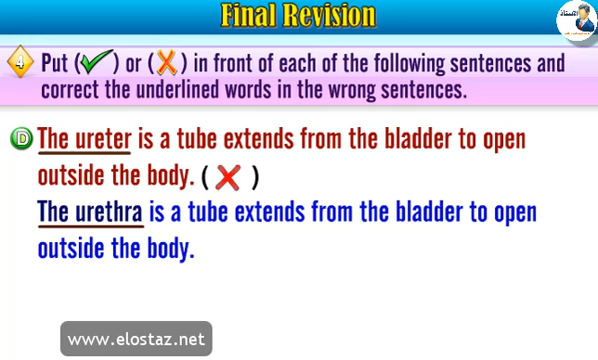 Final Revision
الأستاذ
4 Put (✓) or (✗) in front of each of the following sentences and
correct the underlined words in the wrong sentences.
D The ureter is a tube extends from the bladder to open
outside the body. ( ✗ )
The urethra is a tube extends from the bladder to open
outside the body.
www.elostaz.net